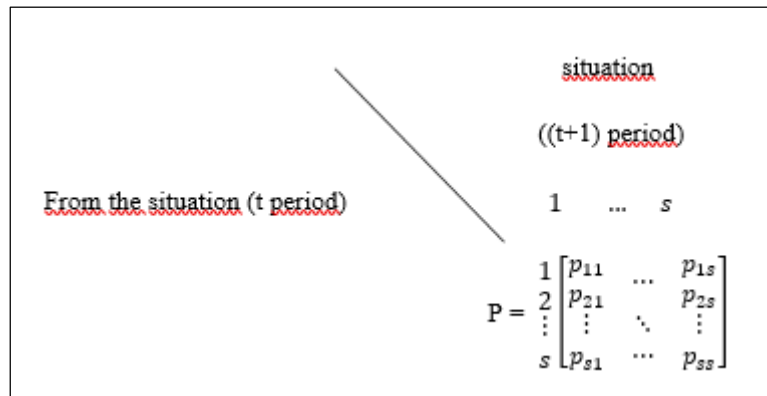 situation
((t+1) period)
From the situation (t period)
1 ... s
1 p₁₁ ... p₁ₛ
P = 2 p₂₁ p₂ₛ
⋮ ⋮ ⋱ ⋮
s pₛ₁ ⋯ pₛₛ